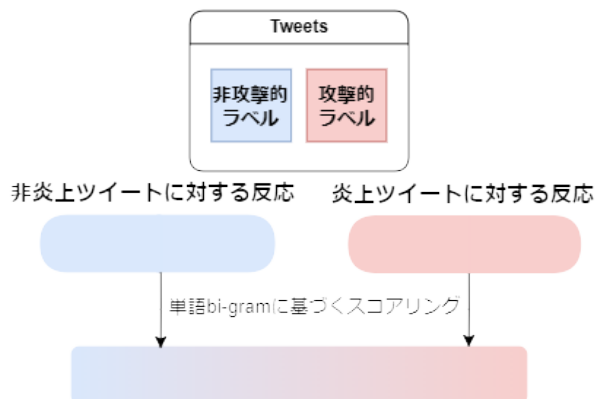 Tweets
非攻撃的
ラベル
攻撃的
ラベル
非炎上ツイートに対する反応
炎上ツイートに対する反応
単語bi-gramに基づくスコアリング